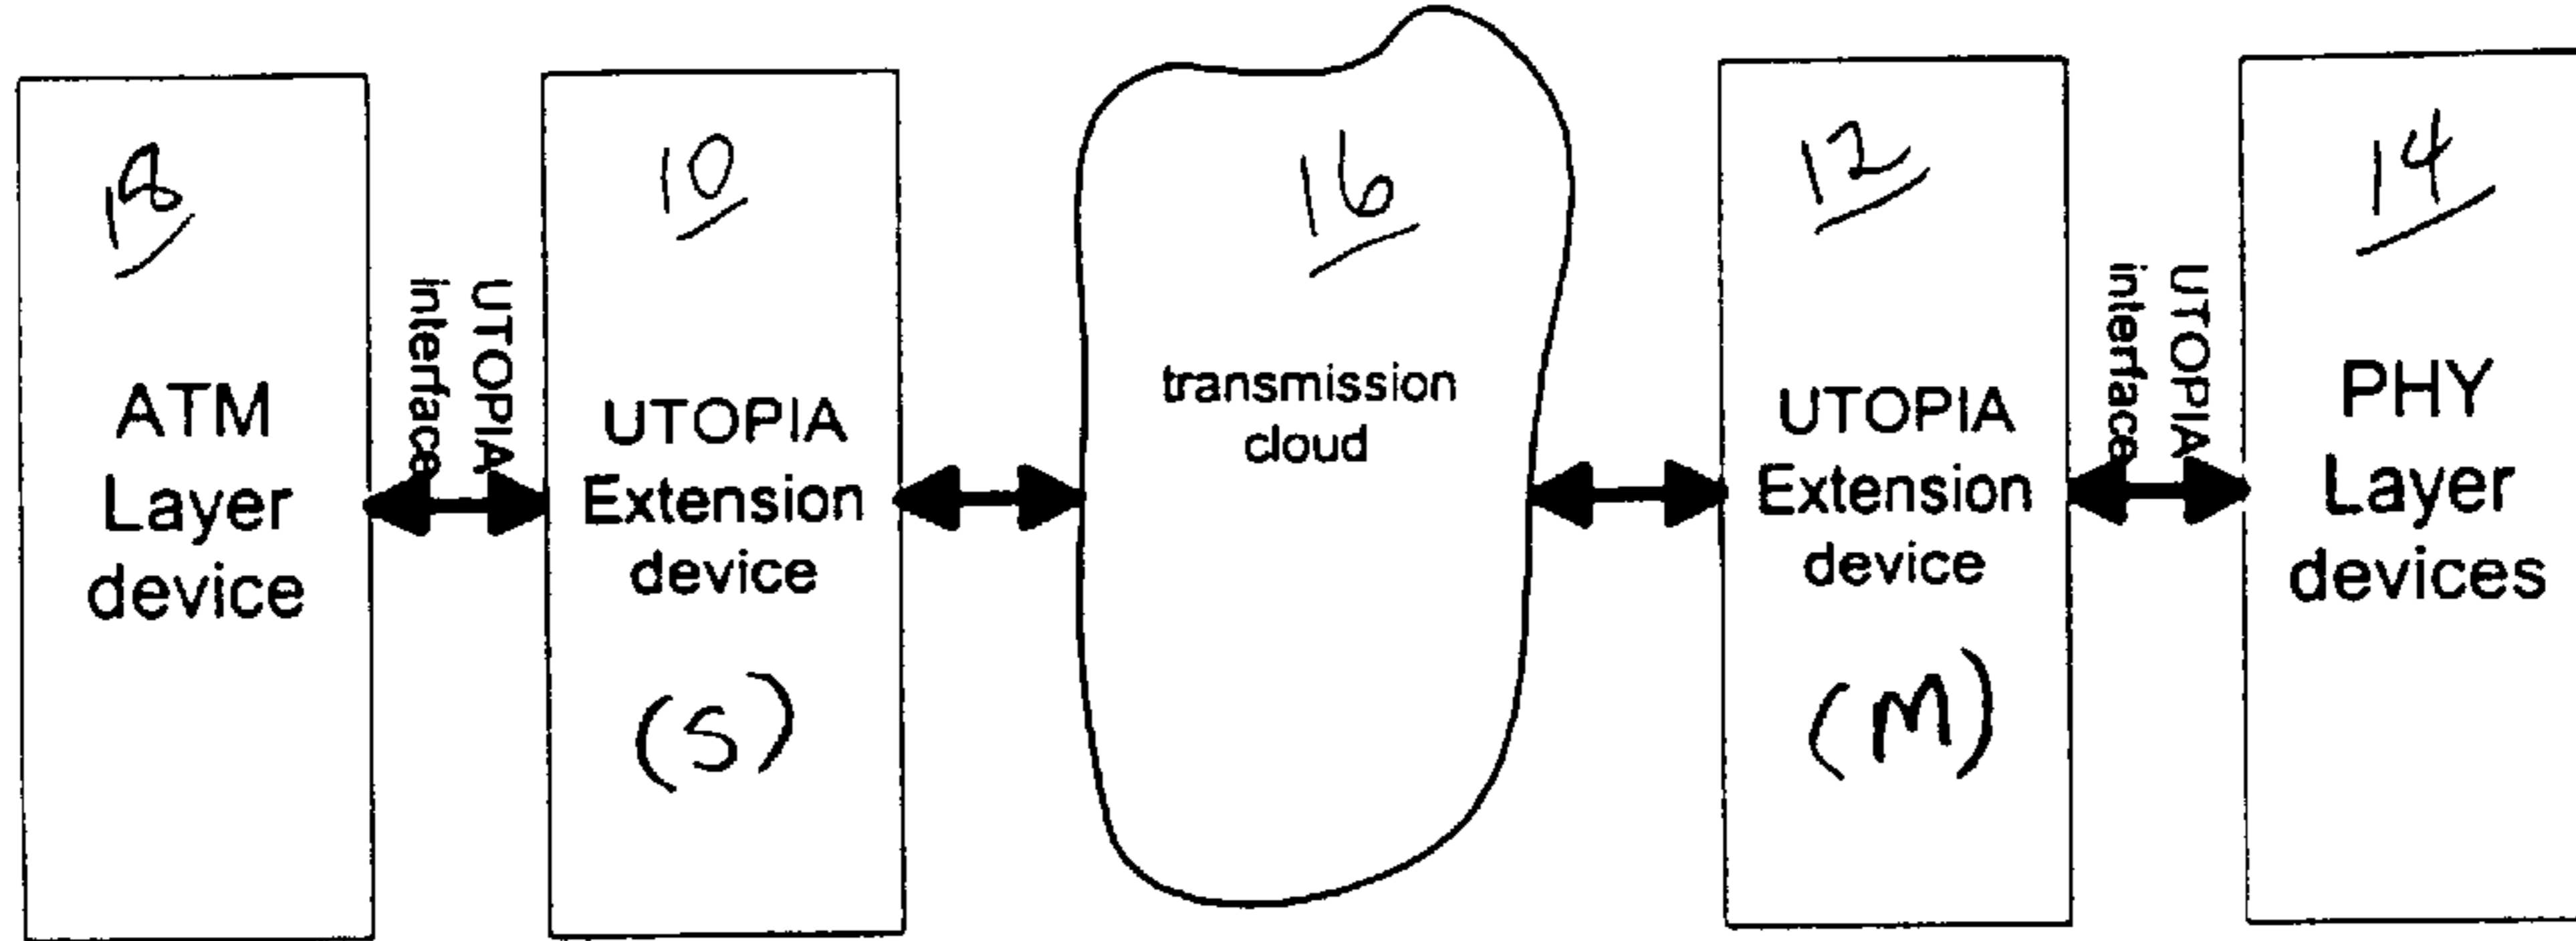 18
ATM
Layer
device
UTOPIA
interface
10
UTOPIA
Extension
device
(S)
16
transmission
cloud
12
UTOPIA
Extension
device
(M)
UTOPIA
interface
14
PHY
Layer
devices